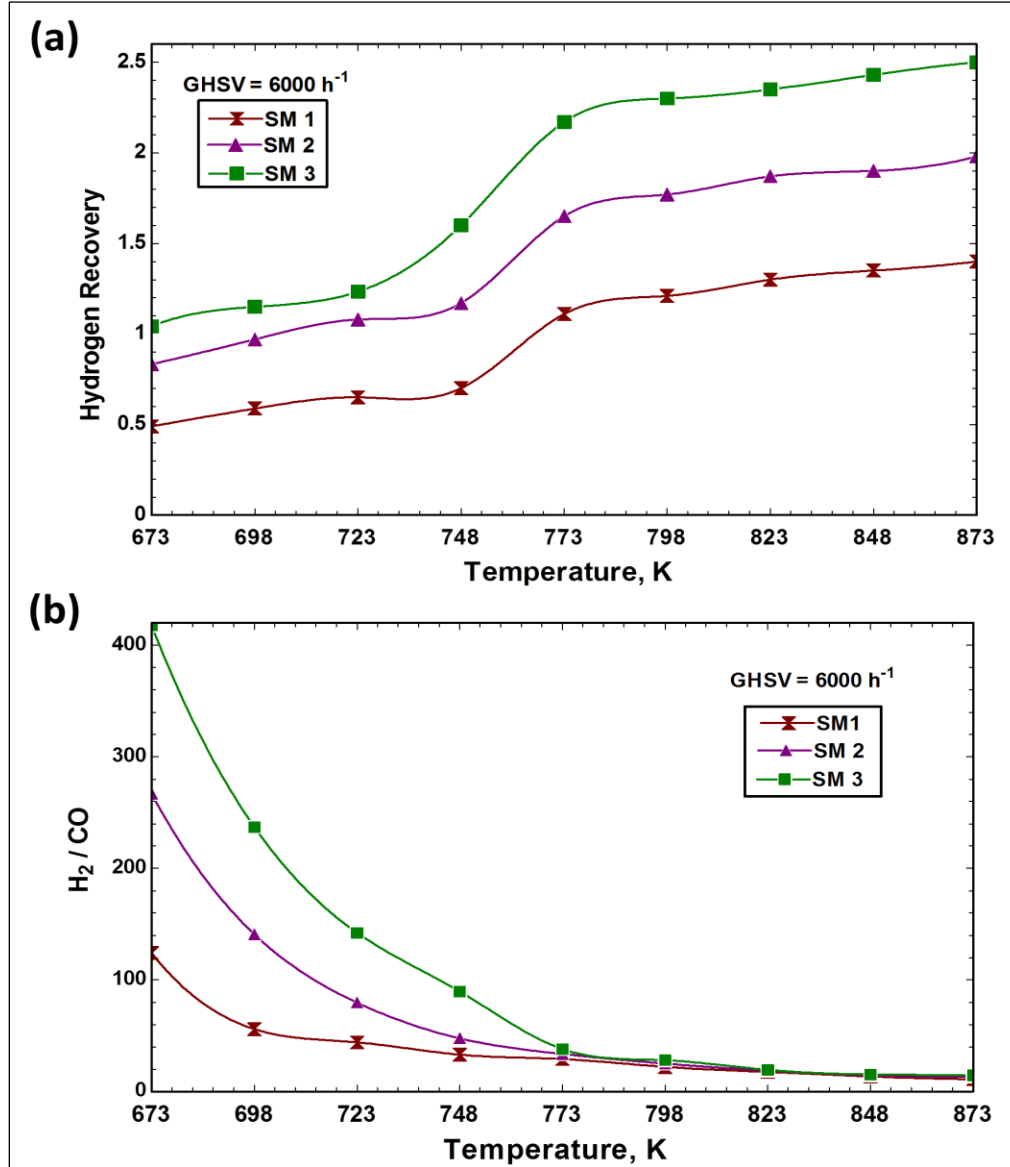 (a)
GHSV = 6000 h⁻¹
SM 1
SM 2
SM 3
Hydrogen Recovery
2.5
2
1.5
1
0.5
0
673 698 723 748 773 798 823 848 873
Temperature, K
(b)
GHSV = 6000 h⁻¹
SM1
SM 2
SM 3
H₂ / CO
400
300
200
100
0
673 698 723 748 773 798 823 848 873
Temperature, K